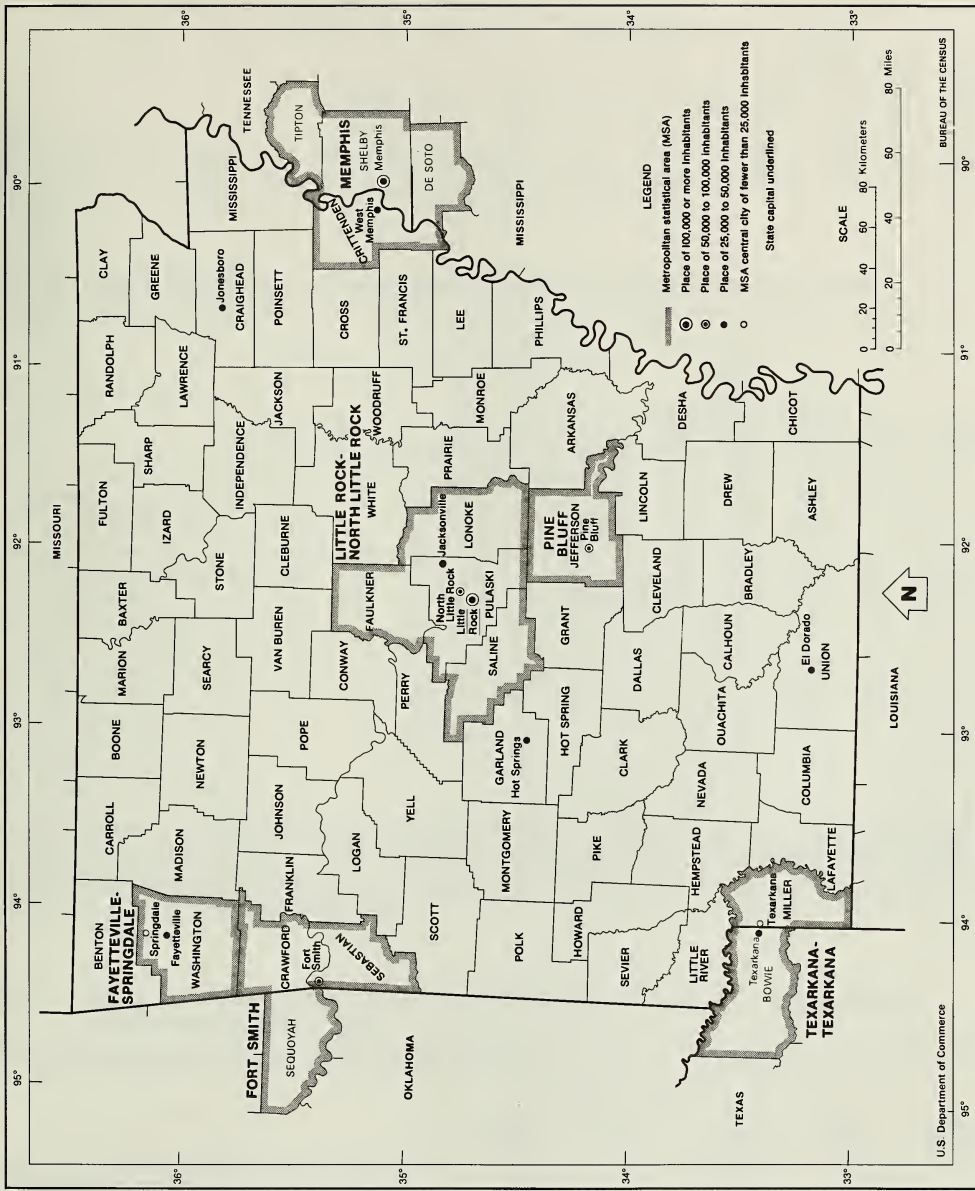 95°
94°
93°
92°
91°
90°
36°
35°
34°
33°
36°
35°
34°
33°
95°
94°
93°
92°
91°
90°
MISSOURI
TENNESSEE
MISSISSIPPI
LOUISIANA
TEXAS
OKLAHOMA
BENTON
CARROLL
BOONE
MARION
BAXTER
FULTON
SHARP
RANDOLPH
CLAY
GREENE
LAWRENCE
IZARD
FAYETTEVILLE-
SPRINGDALE
Springdale
Fayetteville
WASHINGTON
MADISON
NEWTON
SEARCY
STONE
INDEPENDENCE
JACKSON
Jonesboro
CRAIGHEAD
MISSISSIPPI
POINSETT
FORT SMITH
SEQUOYAH
CRAWFORD
Fort
Smith
SEBASTIAN
FRANKLIN
JOHNSON
POPE
VAN BUREN
CLEBURNE
CONWAY
FAULKNER
LITTLE ROCK-
NORTH LITTLE ROCK
WHITE
WOODRUFF
CROSS
CRITTENDEN
West
Memphis
TIPTON
MEMPHIS
SHELBY
Memphis
DE SOTO
LOGAN
YELL
PERRY
SCOTT
ST. FRANCIS
LEE
PHILLIPS
MONROE
PRAIRIE
LONOKE
Jacksonville
North
Little Rock
Little
Rock
PULASKI
SALINE
GARLAND
Hot Springs
MONTGOMERY
POLK
HOT SPRING
GRANT
PINE
BLUFF
JEFFERSON
Pine
Bluff
ARKANSAS
HOWARD
PIKE
CLARK
DALLAS
CLEVELAND
LINCOLN
DESHA
SEVIER
LITTLE
RIVER
HEMPSTEAD
NEVADA
OUACHITA
CALHOUN
BRADLEY
DREW
CHICOT
ASHLEY
El Dorado
UNION
COLUMBIA
LAFAYETTE
Texarkana
MILLER
Texarkana
BOWIE
TEXARKANA-
TEXARKANA
N
LEGEND
Metropolitan statistical area (MSA)
Place of 100,000 or more inhabitants
Place of 50,000 to 100,000 inhabitants
Place of 25,000 to 50,000 inhabitants
MSA central city of fewer than 25,000 inhabitants
State capital underlined
SCALE
0 20 40 60 80 Kilometers
0 20 40 60 80 Miles
U.S. Department of Commerce
BUREAU OF THE CENSUS